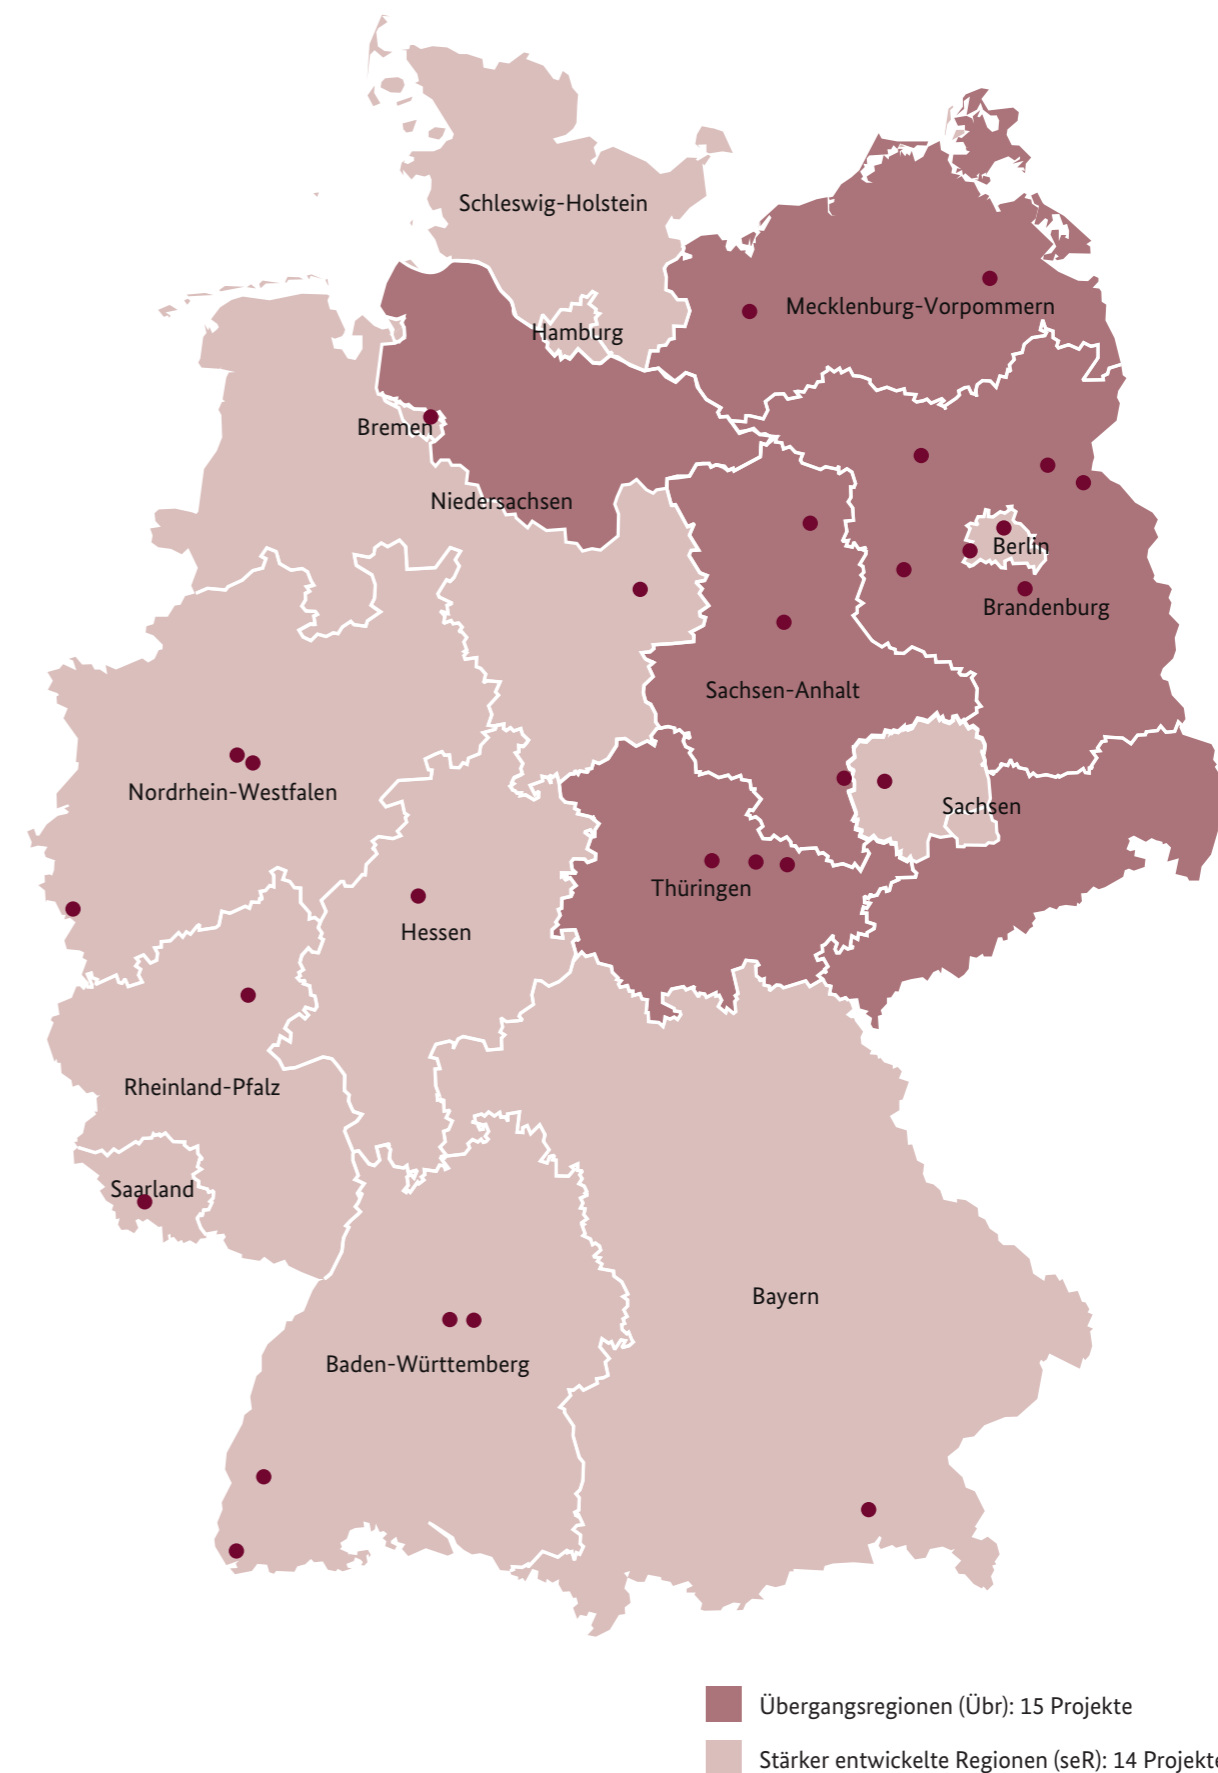 Schleswig-Holstein
Mecklenburg-Vorpommern
Hamburg
Bremen
Niedersachsen
Berlin
Brandenburg
Sachsen-Anhalt
Nordrhein-Westfalen
Sachsen
Thüringen
Hessen
Rheinland-Pfalz
Saarland
Bayern
Baden-Württemberg
Übergangsregionen (Übr): 15 Projekte
Stärker entwickelte Regionen (seR): 14 Projekte